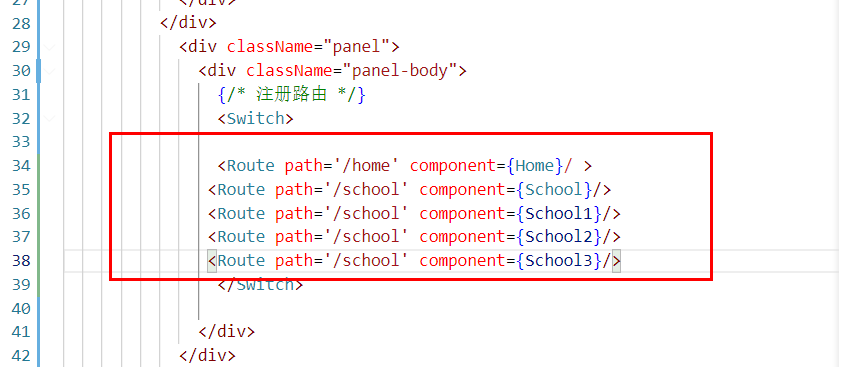 27 </div>
28 </div>
29 <div className="panel">
30 <div className="panel-body">
31 {/* 注册路由 */}
32 <Switch>
33
34 <Route path='/home' component={Home}/ >
35 <Route path='/school' component={School}/>
36 <Route path='/school' component={School1}/>
37 <Route path='/school' component={School2}/>
38 <Route path='/school' component={School3}/>
39 </Switch>
40
41 </div>
42 </div>